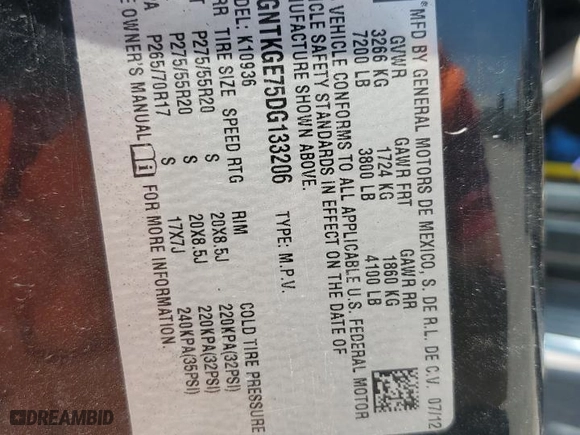 ®MFD BY GENERAL MOTORS DE MEXICO, S. DE R.L. DE C.V. 07/12
GVWR GAWR FRT GAWR RR
3266 KG 1724 KG 1860 KG
7200 LB 3800 LB 4100 LB
VEHICLE CONFORMS TO ALL APPLICABLE U.S. FEDERAL MOTOR
SAFETY STANDARDS IN EFFECT ON THE DATE OF
SHOWN ABOVE.
GNTKGE75DG133206 TYPE: M.P.V.
MODEL: K10936
TIRE SIZE SPEED RTG RIM COLD TIRE PRESSURE
P275/55R20 S 20X8.5J 220KPA(32PSI)
RR P275/55R20 S 20X8.5J 220KPA(32PSI)
P265/70R17 S 17X7J 240KPA(35PSI)
OWNER'S MANUAL i FOR MORE INFORMATION.
DREAMBID